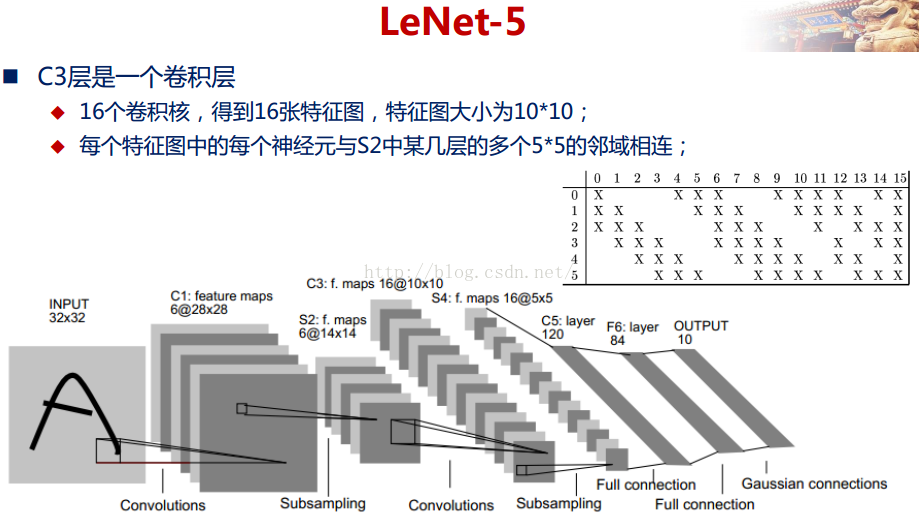 LeNet-5
C3层是一个卷积层
16个卷积核，得到16张特征图，特征图大小为10*10；
每个特征图中的每个神经元与S2中某几层的多个5*5的邻域相连；
0 1 2 3 4 5 6 7 8 9 10 11 12 13 14 15
0 X X X X X X X X X X
1 X X X X X X X X X X
2 X X X X X X X X X X
3 X X X X X X X X X X
4 X X X X X X X X X X
5 X X X X X X X X X X
http://blog.csdn.net/
C3: f. maps 16@10x10
C1: feature maps
6@28x28
S4: f. maps 16@5x5
INPUT
32x32
S2: f. maps
6@14x14
C5: layer
120
F6: layer
84
OUTPUT
10
Convolutions
Subsampling
Convolutions
Subsampling
Full connection
Full connection
Gaussian connections